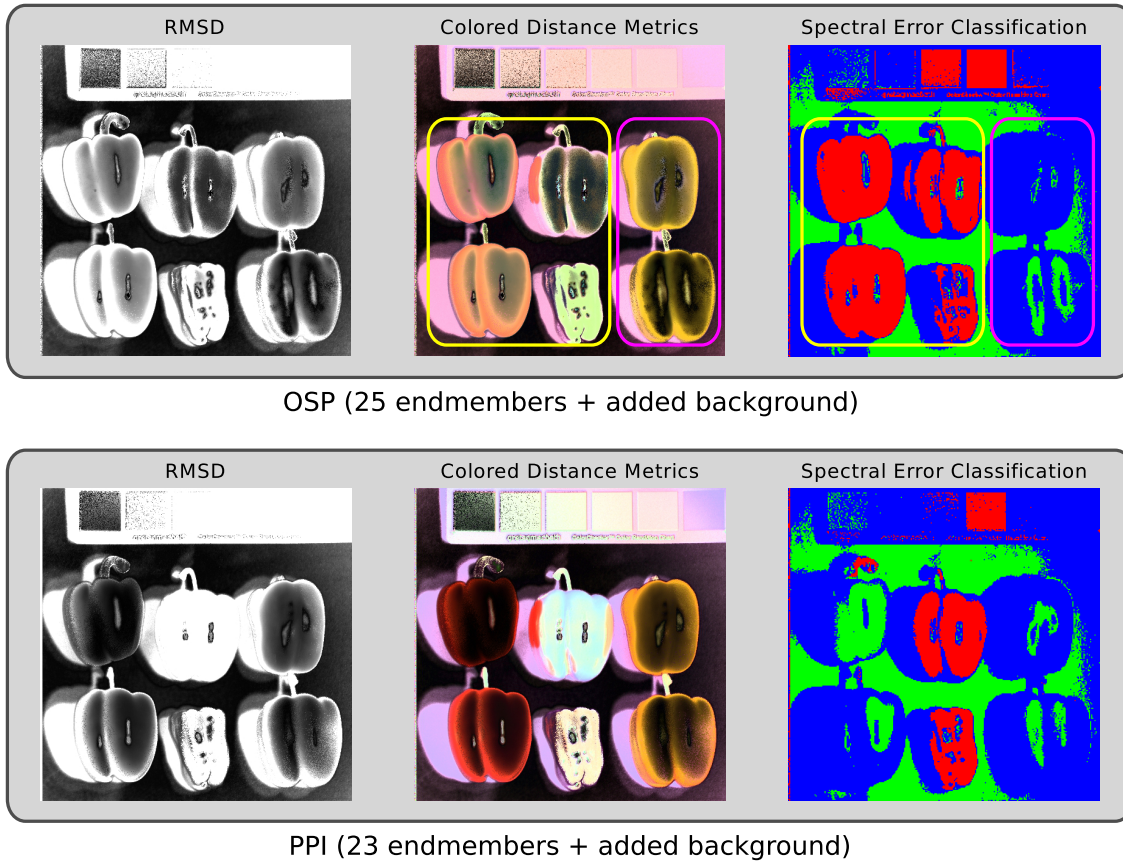 RMSD
Colored Distance Metrics
Spectral Error Classification
OSP (25 endmembers + added background)
RMSD
Colored Distance Metrics
Spectral Error Classification
PPI (23 endmembers + added background)